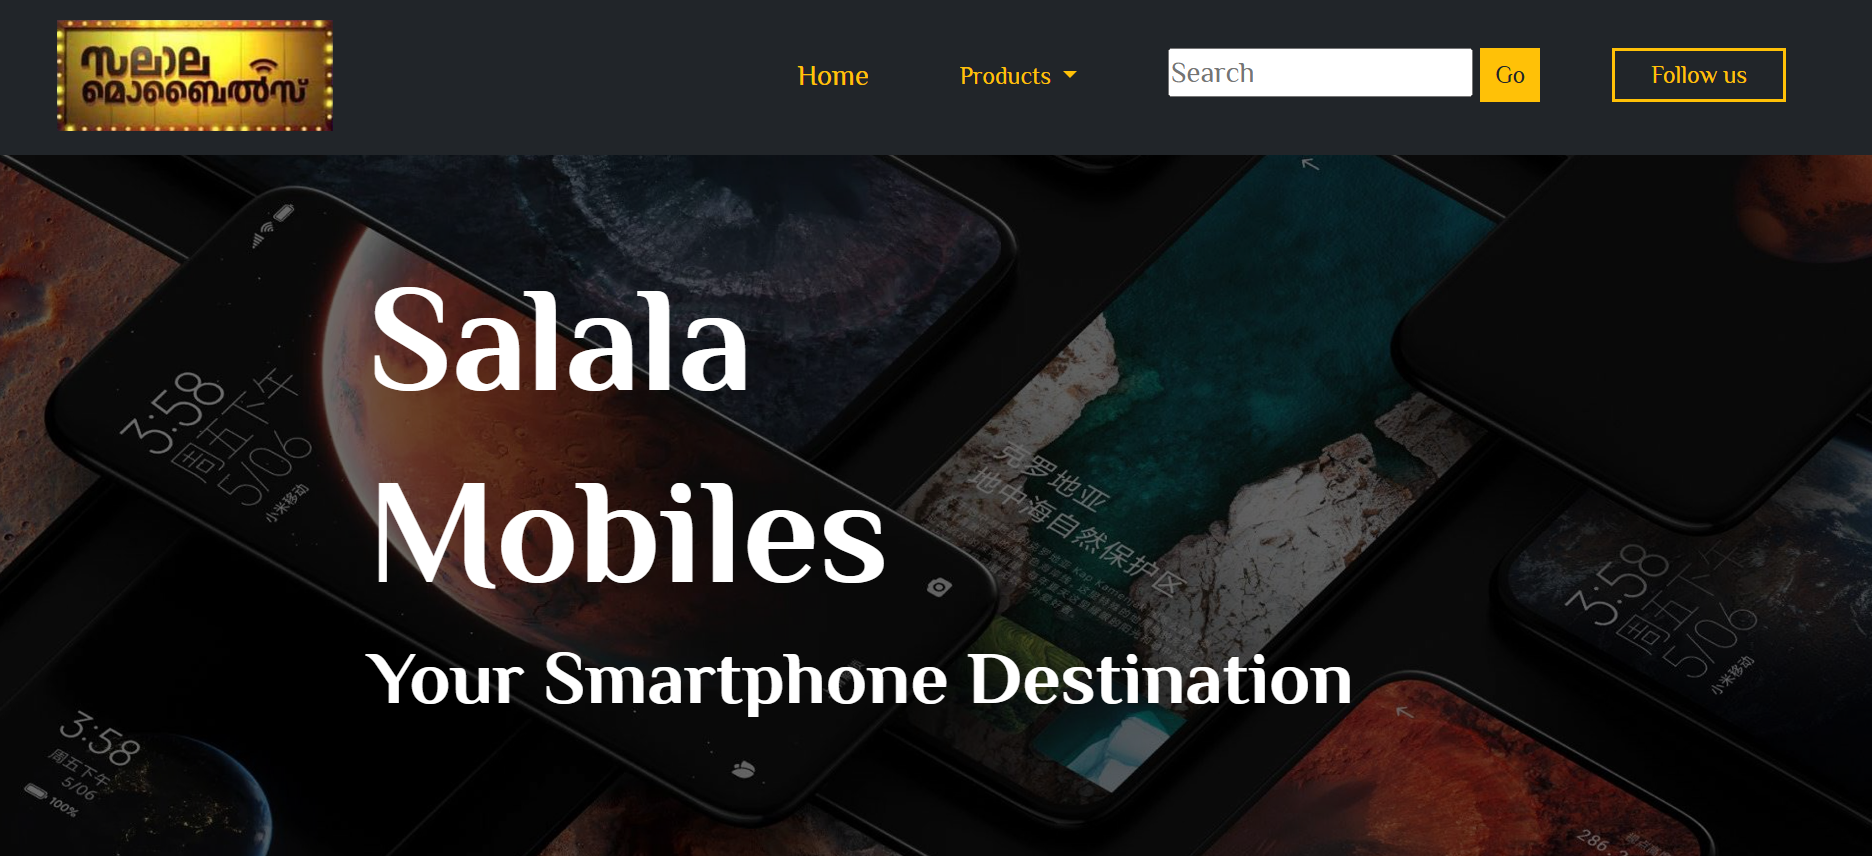 സലാല
മൊബൈൽസ്
Home
Products
Search
Go
Follow us
Salala
Mobiles
Your Smartphone Destination
3:58
周五下午
5/06
小米移动
克罗地亚
地中海自然保护区
3:58
周五下午
5/06
小米移动
3:58
周五下午
5/06
100%